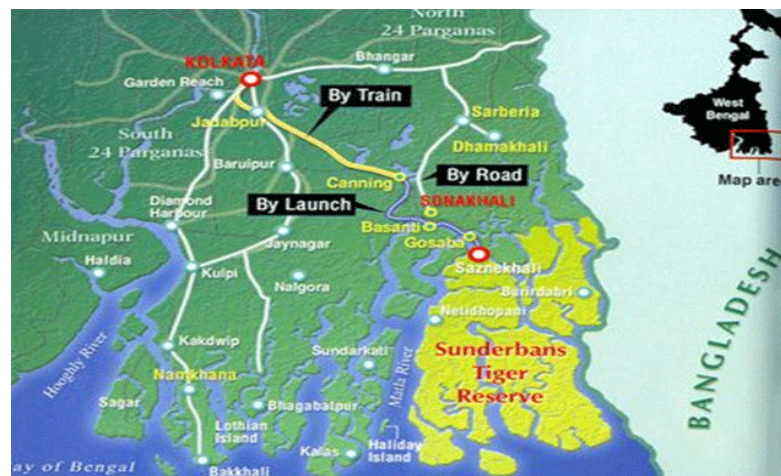 North
24 Parganas
KOLKATA
Bhangar
Garden Reach
By Train
West
Bengal
Jadabpur
Sarberia
South
24 Parganas
Dhamakhali
Baruipur
Map area
Canning
By Road
Diamond
Harbour
By Launch
SONAKHALI
Basanti
Midnapur
Jaynagar
Gosaba
Haldia
Kulpi
Saznekhali
Nalgora
Burirdabri
Netidhopani
Kakdwip
Sundarkati
Sunderbans
Tiger
Reserve
Hooghly River
Matla River
BANGLADESH
Namkhana
Sagar
Lothian
Island
Bhagabatpur
Haliday
Island
Kalas
ay of Bengal
Bakkhali